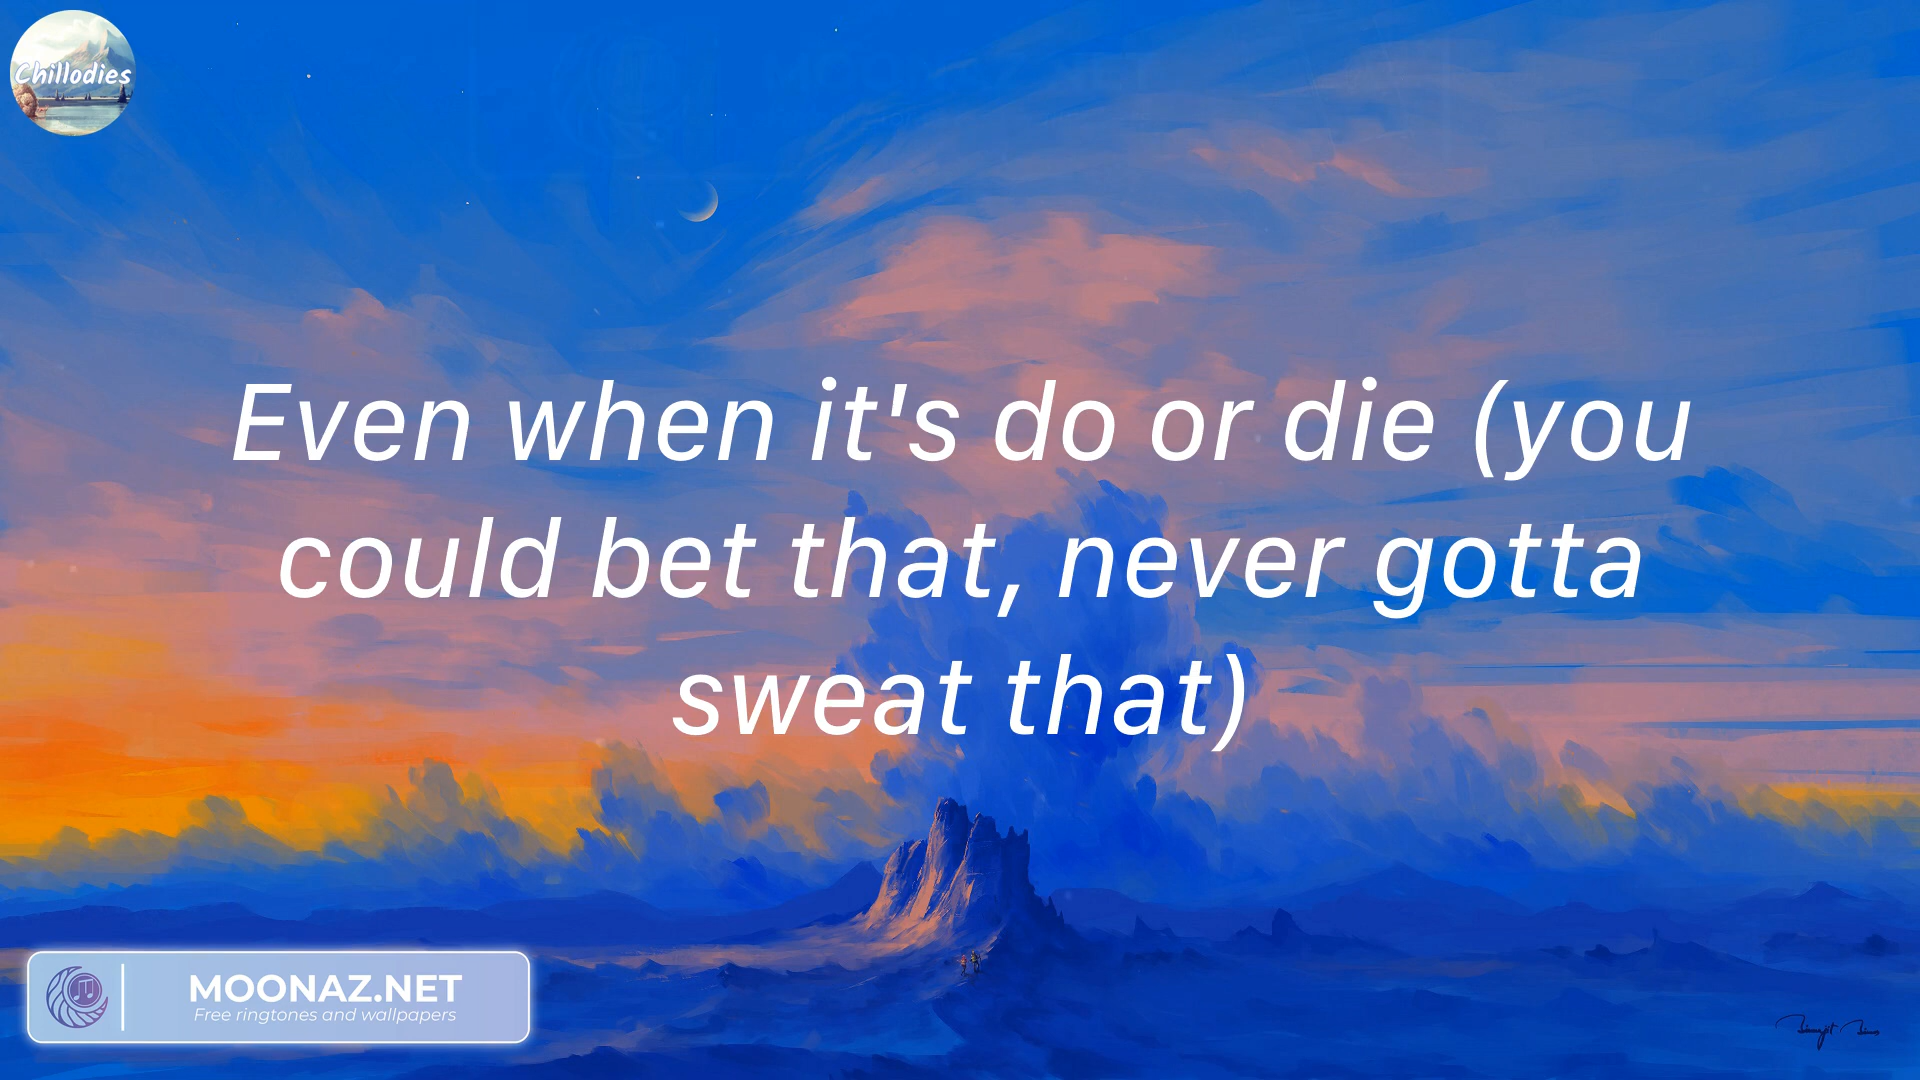 Chillodies
Even when it's do or die (you
could bet that, never gotta
sweat that)
MOONAZ.NET
Free ringtones and wallpapers